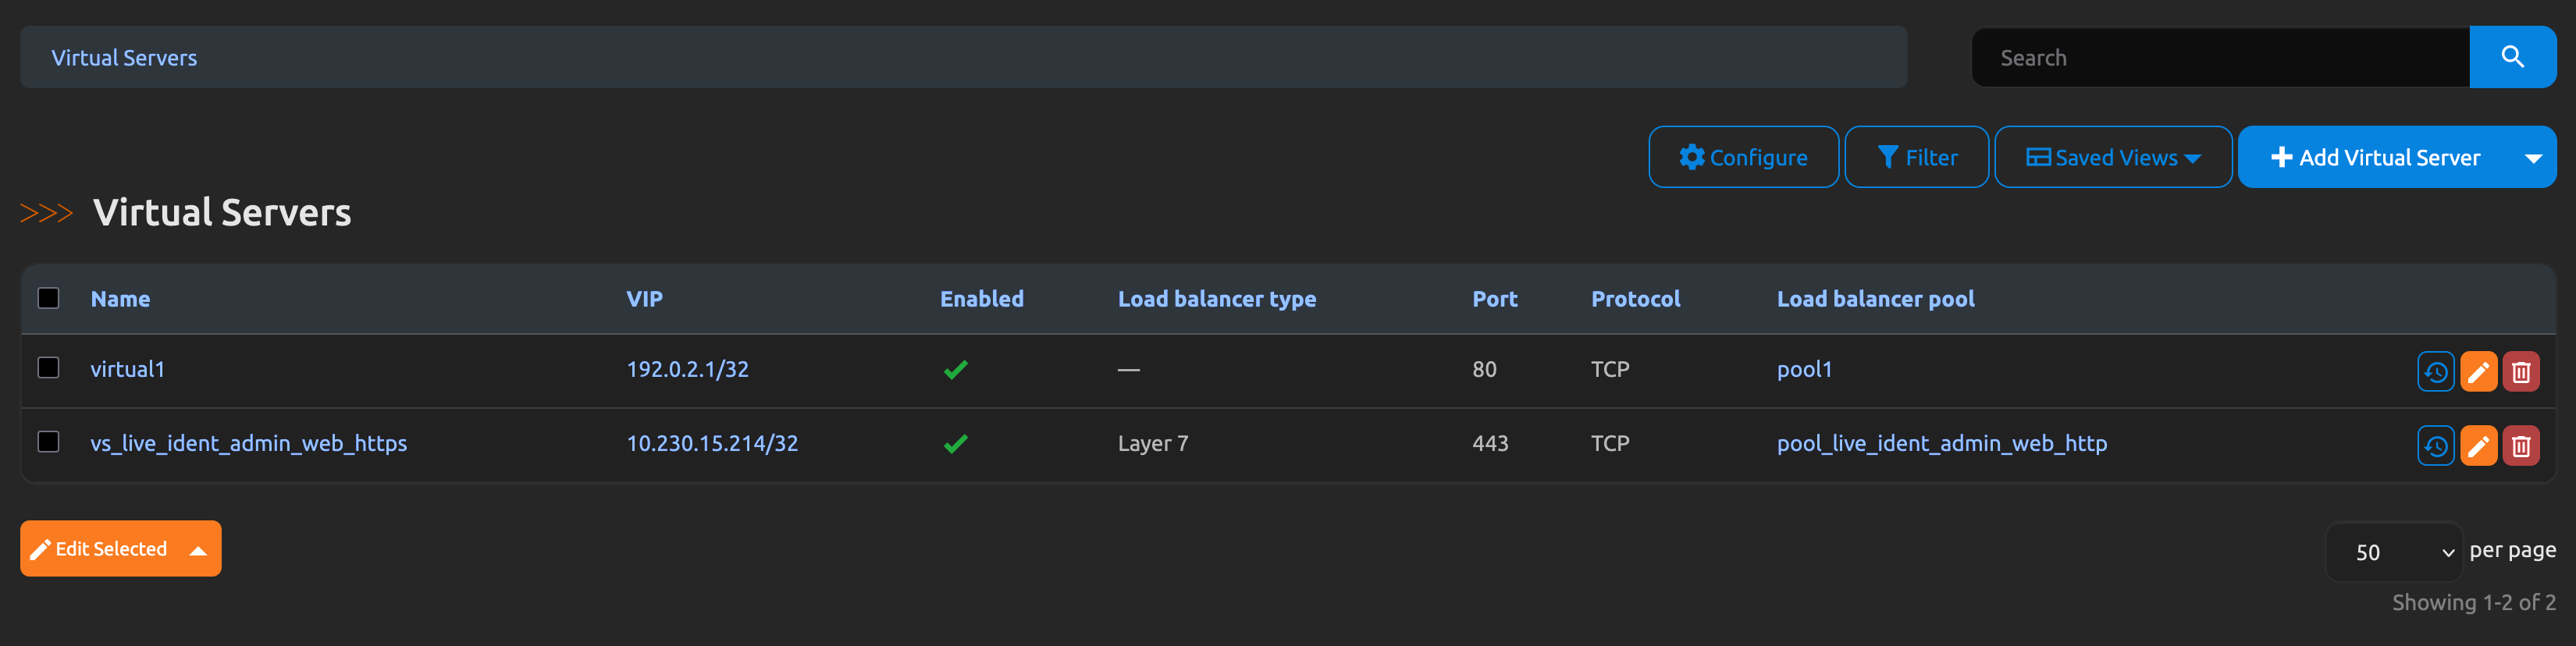 Virtual Servers
Search
Configure Filter Saved Views Add Virtual Server
>>> Virtual Servers
Name VIP Enabled Load balancer type Port Protocol Load balancer pool
virtual1 192.0.2.1/32 — 80 TCP pool1
vs_live_ident_admin_web_https 10.230.15.214/32 Layer 7 443 TCP pool_live_ident_admin_web_http
Edit Selected
50 per page
Showing 1-2 of 2